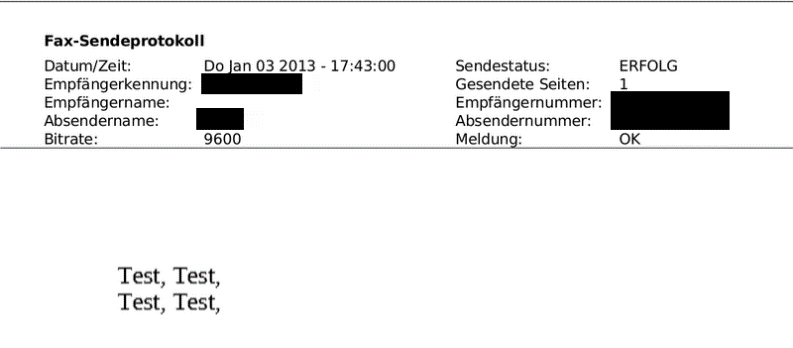 Fax-Sendeprotokoll
Datum/Zeit: Do Jan 03 2013 - 17:43:00 Sendestatus: ERFOLG
Empfängerkennung: Gesendete Seiten: 1
Empfängername: Empfängernummer:
Absendername: Absendernummer:
Bitrate: 9600 Meldung: OK
Test, Test,
Test, Test,